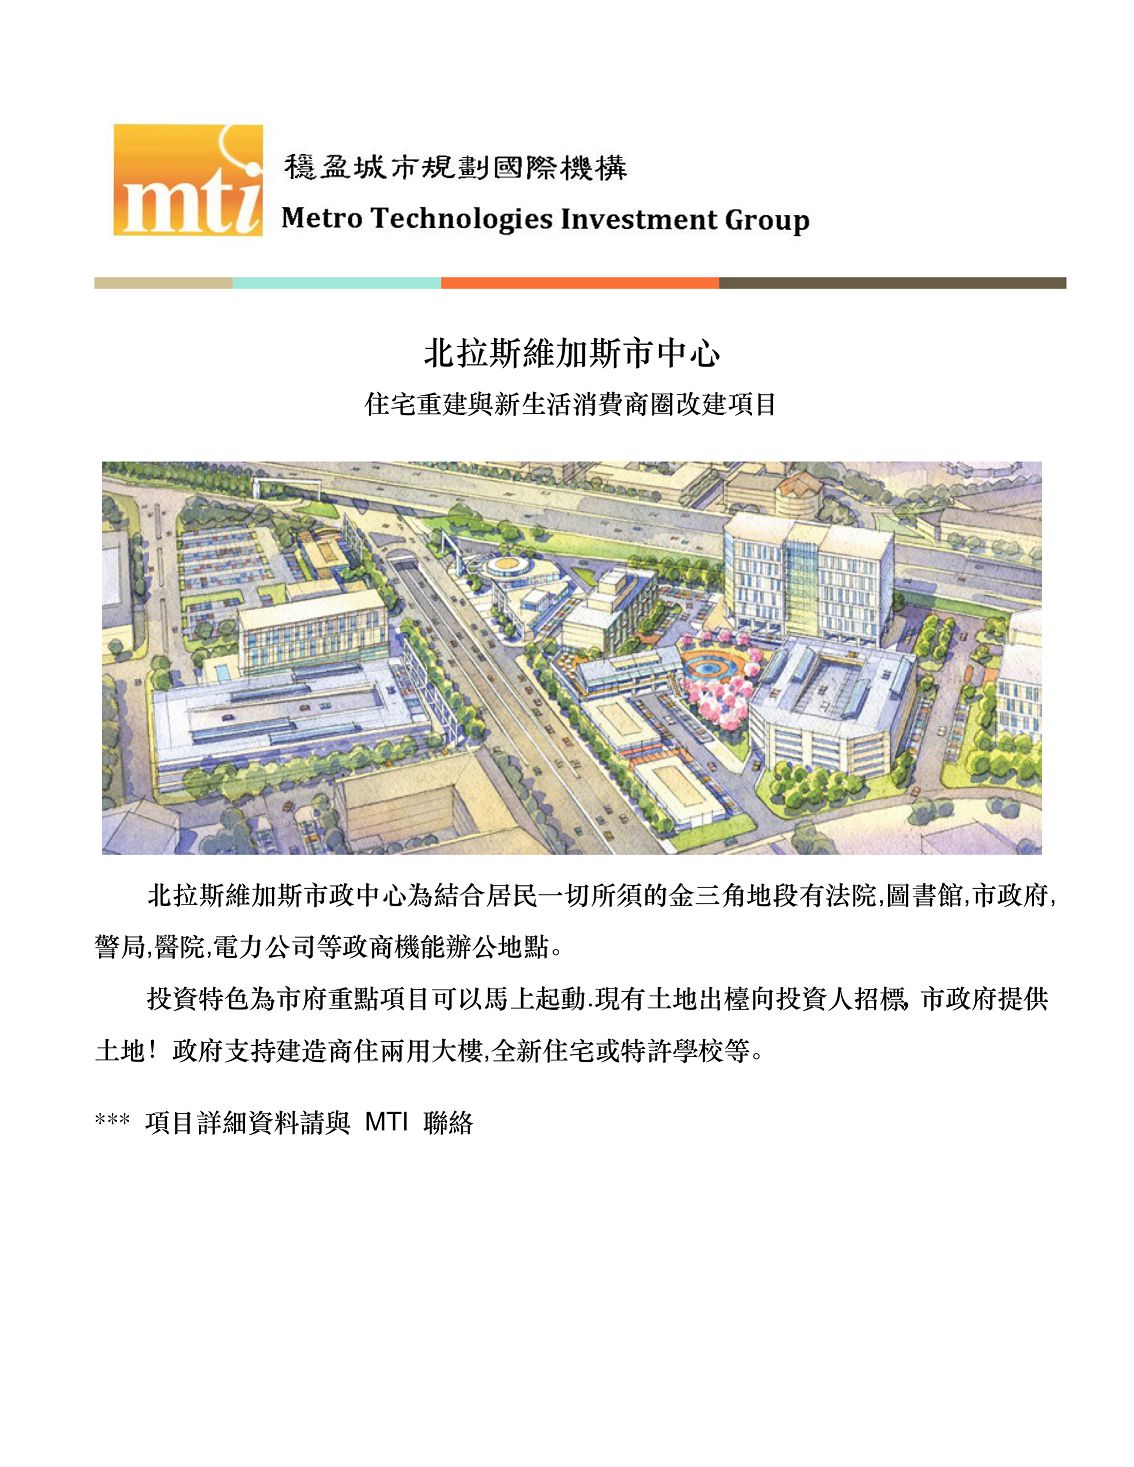 mti
穩盈城市規劃國際機構
Metro Technologies Investment Group
北拉斯維加斯市中心
住宅重建與新生活消費商圈改建項目
北拉斯維加斯市政中心為結合居民一切所須的金三角地段有法院,圖書館,市政府,
警局,醫院,電力公司等政商機能辦公地點。
投資特色為市府重點項目可以馬上起動.現有土地出檯向投資人招標, 市政府提供
土地! 政府支持建造商住兩用大樓,全新住宅或特許學校等。
*** 項目詳細資料請與 MTI 聯絡